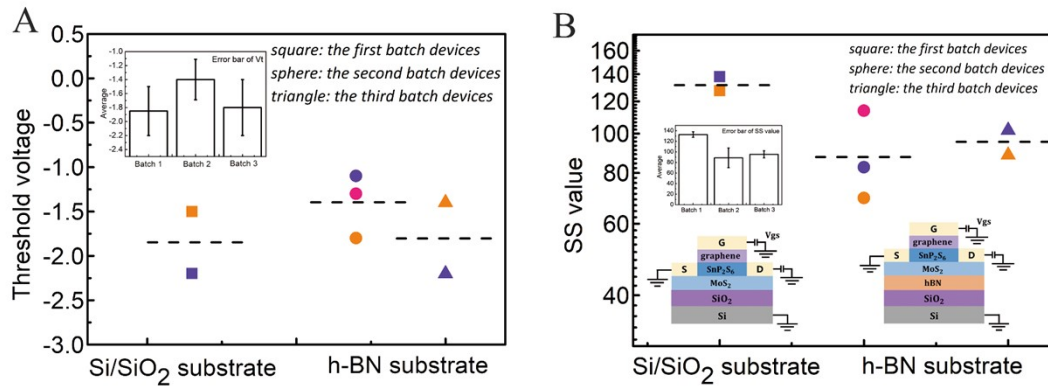 A
0.5
0.0
-0.5
-1.0
-1.5
-2.0
-2.5
-3.0
Threshold voltage
square: the first batch devices
sphere: the second batch devices
triangle: the third batch devices
Error bar of Vt
-1.0
-1.2
-1.4
-1.6
-1.8
-2.0
-2.2
-2.4
Average
Batch 1 Batch 2 Batch 3
Si/SiO₂ substrate h-BN substrate
B
160
140
120
100
80
60
40
SS value
square: the first batch devices
sphere: the second batch devices
triangle: the third batch devices
Error bar of SS value
140
120
100
80
60
40
20
0
Average
Batch 1 Batch 2 Batch 3
G Vgs
graphene
S SnP₂S₆ D
MoS₂
SiO₂
Si
G Vgs
graphene
S SnP₂S₆ D
MoS₂
hBN
SiO₂
Si
Si/SiO₂ substrate h-BN substrate